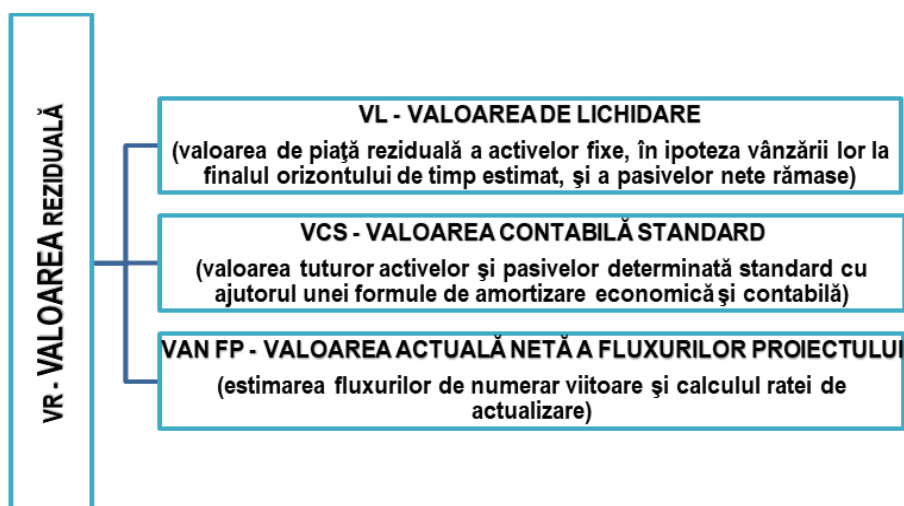 VR - VALOAREA REZIDUALĂ
VL - VALOAREA DE LICHIDARE
(valoarea de piaţă reziduală a activelor fixe, în ipoteza vânzării lor la
finalul orizontului de timp estimat, şi a pasivelor nete rămase)
VCS - VALOAREA CONTABILĂ STANDARD
(valoarea tuturor activelor şi pasivelor determinată standard cu
ajutorul unei formule de amortizare economică şi contabilă)
VAN FP - VALOAREA ACTUALĂ NETĂ A FLUXURILOR PROIECTULUI
(estimarea fluxurilor de numerar viitoare şi calculul ratei de
actualizare)